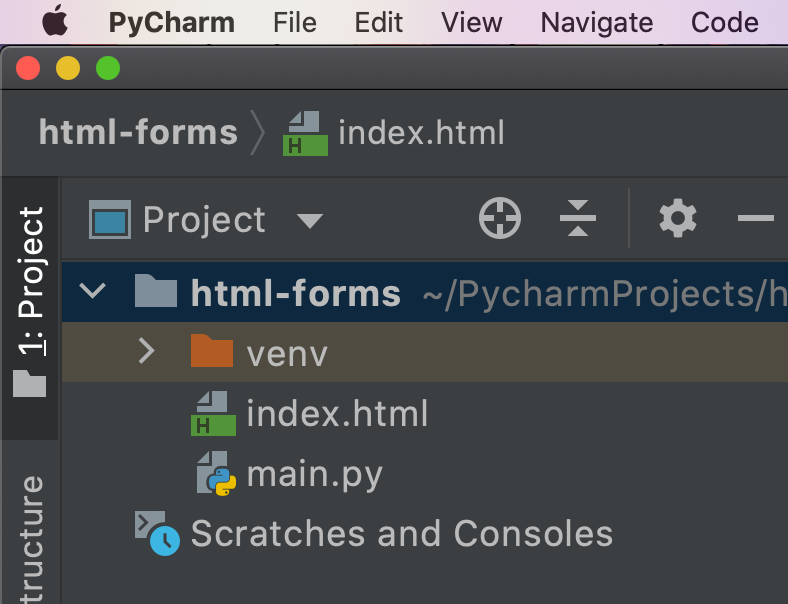 PyCharm File Edit View Navigate Code
html-forms index.html
Project
1: Project
html-forms ~/PycharmProjects/h
venv
index.html
main.py
Scratches and Consoles
tructure